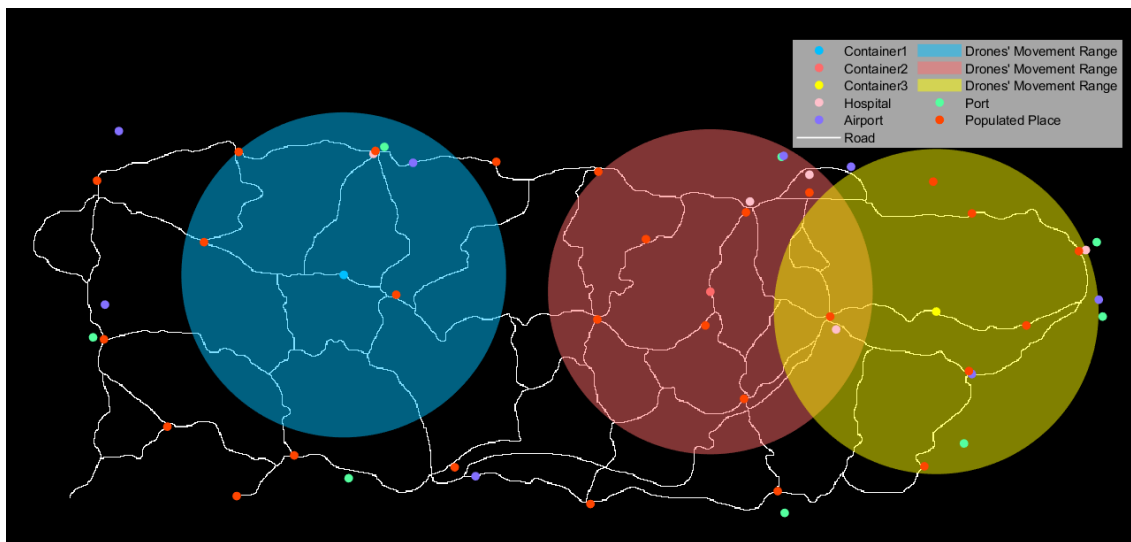 Container1 Drones' Movement Range
Container2 Drones' Movement Range
Container3 Drones' Movement Range
Hospital Port
Airport Populated Place
Road